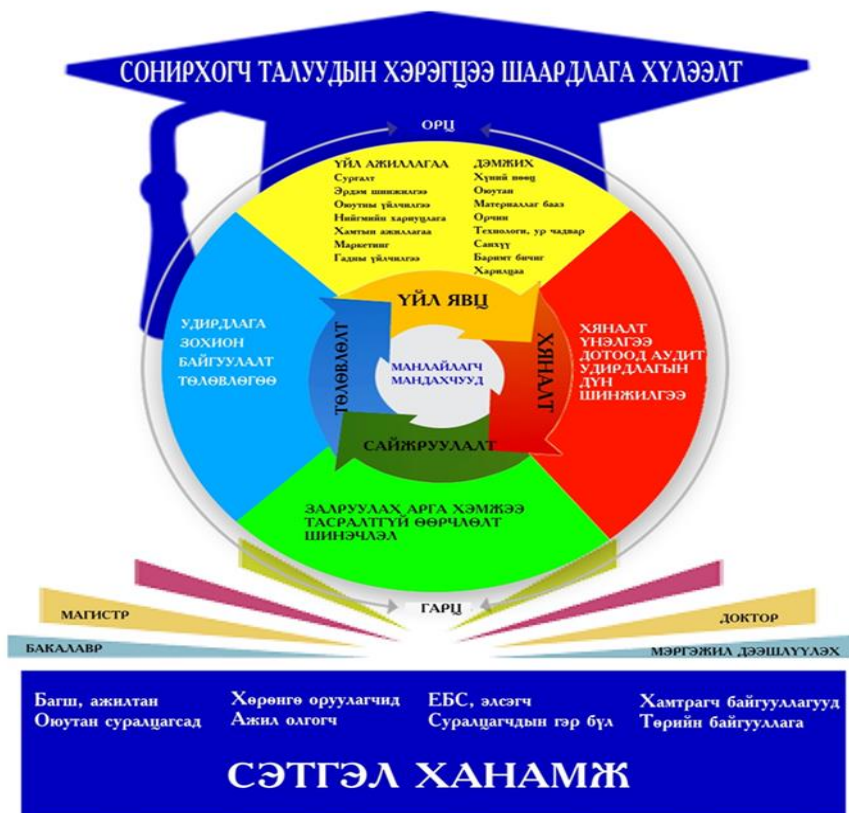 СОНИРХОГЧ ТАЛУУДЫН ХЭРЭГЦЭЭ ШААРДЛАГА ХҮЛЭЭЛТ
ОРЦ
ҮЙЛ АЖИЛЛАГАА
Сургалт
Эрдэм шинжилгээ
Оюутны үйлчилгээ
Нийгмийн хариуцлага
Хамтын ажиллагаа
Маркетинг
Гадны үйлчилгээ
ДЭМЖИХ
Хүний нөөц
Оюутан
Материаллаг бааз
Орчин
Технологи, ур чадвар
Санхүү
Баримт бичиг
Харилцаа
УДИРДЛАГА
ЗОХИОН
БАЙГУУЛАЛТ
ТӨЛӨВЛӨГӨӨ
ТӨЛӨВЛӨЛТ
ҮЙЛ ЯВЦ
МАНЛАЙЛАГЧ
МАНДАХЧУУД
ХЯНАЛТ
САЙЖРУУЛАЛТ
ХЯНАЛТ
ҮНЭЛГЭЭ
ДОТООД АУДИТ
УДИРДЛАГЫН
ДҮН
ШИНЖИЛГЭЭ
ЗАЛРУУЛАХ АРГА ХЭМЖЭЭ
ТАСРАЛТГҮЙ ӨӨРЧЛӨЛТ
ШИНЭЧЛЭЛ
ГАРЦ
МАГИСТР
ДОКТОР
БАКАЛАВР
МЭРГЭЖИЛ ДЭЭШЛҮҮЛЭХ
Багш, ажилтан
Оюутан суралцагсад
Хөрөнгө оруулагчид
Ажил олгогч
ЕБС, элсэгч
Суралцагчдын гэр бүл
Хамтрагч байгууллагууд
Төрийн байгууллага
СЭТГЭЛ ХАНАМЖ